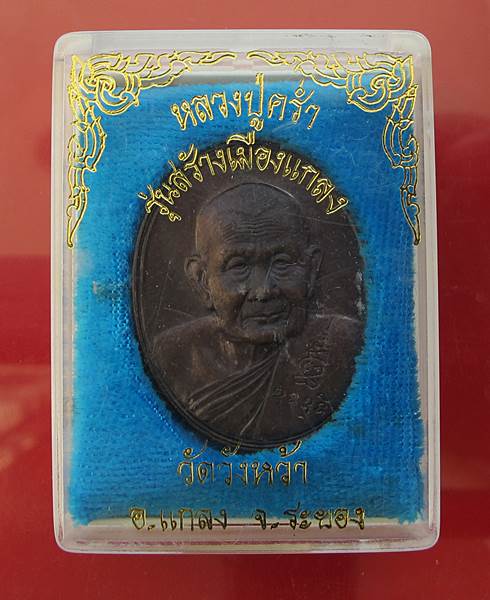 หลวงปู่คร่ำ
รุ่นสร้างเมืองแกลง
วัดวังหว้า
อ.แกลง จ.ระยอง